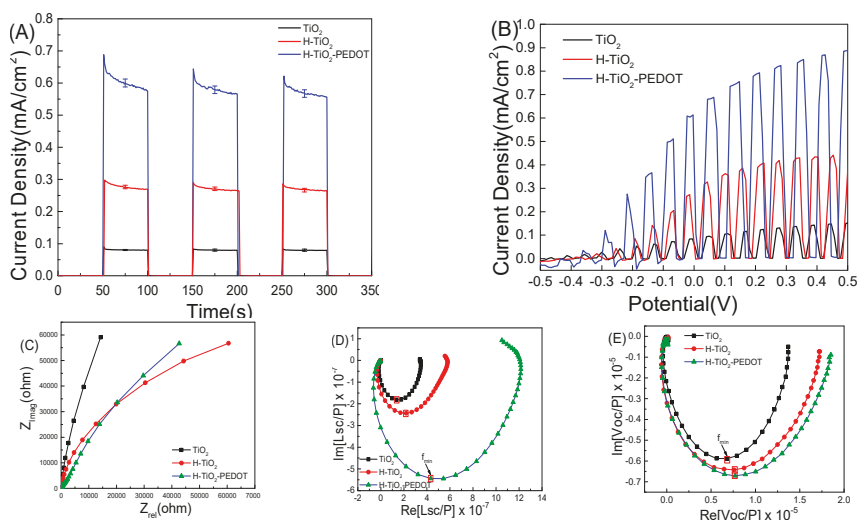 (A)
TiO₂
H-TiO₂
H-TiO₂-PEDOT
Current Density(mA/cm²)
0.8
0.7
0.6
0.5
0.4
0.3
0.2
0.1
0.0
0 50 100 150 200 250 300 350
Time(s)
(B)
TiO₂
H-TiO₂
H-TiO₂-PEDOT
Current Density(mA/cm²)
1.0
0.9
0.8
0.7
0.6
0.5
0.4
0.3
0.2
0.1
0.0
-0.5 -0.4 -0.3 -0.2 -0.1 0.0 0.1 0.2 0.3 0.4 0.5
Potential(V)
(C)
Z_Imag(ohm)
60000
50000
40000
30000
20000
10000
0
TiO₂
H-TiO₂
H-TiO₂-PEDOT
0 10000 20000 30000 40000 50000 60000 7000
Z_rel(ohm)
(D)
Im[Lsc/P] x 10⁻⁷
1
0
-1
-2
-3
-4
-5
-6
f_min
TiO₂
H-TiO₂
H-TiO₂-PEDOT
-2 0 2 4 6 8 10 12 14
Re[Lsc/P] x 10⁻⁷
(E)
TiO₂
H-TiO₂
H-TiO₂-PEDOT
Im[Voc/P] x 10⁻⁵
0.0
-0.1
-0.2
-0.3
-0.4
-0.5
-0.6
-0.7
f_min
0.0 0.5 1.0 1.5 2.0
Re[Voc/P] x 10⁻⁵